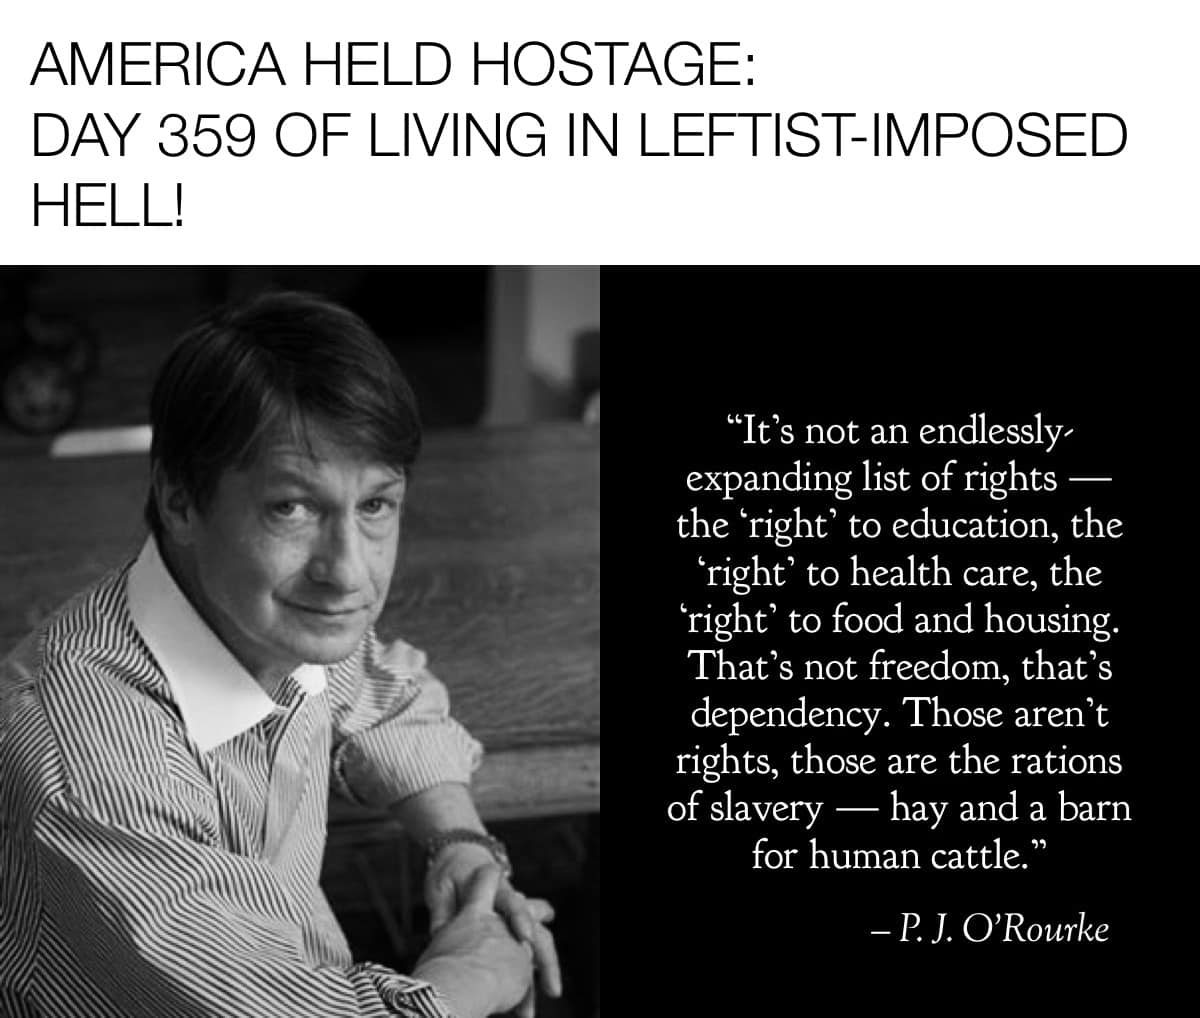 AMERICA HELD HOSTAGE:
DAY 359 OF LIVING IN LEFTIST-IMPOSED
HELL!
“It’s not an endlessly-
expanding list of rights —
the ‘right’ to education, the
‘right’ to health care, the
‘right’ to food and housing.
That’s not freedom, that’s
dependency. Those aren’t
rights, those are the rations
of slavery — hay and a barn
for human cattle.”
– P. J. O’Rourke